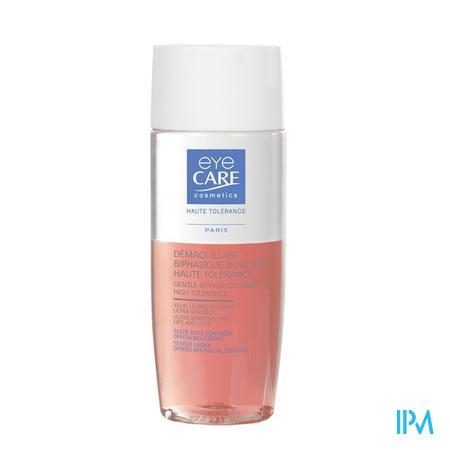 eye
CARE
cosmetics
HAUTE TOLÉRANCE
PARIS
DÉMAQUILLANT
BIPHASIQUE DOUCEUR
HAUTE TOLÉRANCE
GENTLE BIPHASE CLEANSER
HIGH TOLERANCE
YEUX, LÈVRES ET VISAGE
ULTRA-SENSIBLES
ULTRA-SENSITIVE EYES,
LIPS AND FACE
TESTÉ SOUS CONTRÔLE
OPHTALMOLOGIQUE
TESTED UNDER
OPHTALMOLOGICAL CONTROL
IPM